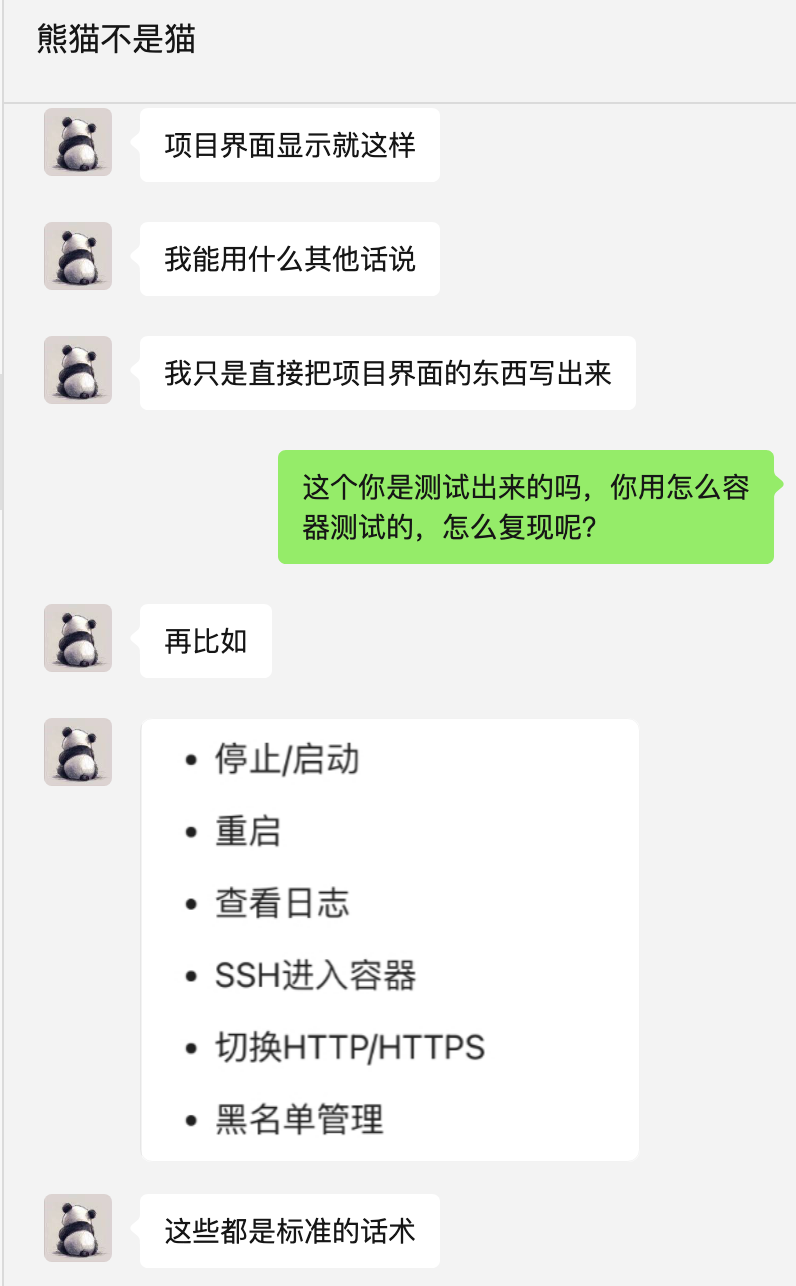 熊猫不是猫
项目界面显示就这样
我能用什么其他话说
我只是直接把项目界面的东西写出来
这个你是测试出来的吗，你用怎么容
器测试的，怎么复现呢？
再比如
• 停止/启动
• 重启
• 查看日志
• SSH进入容器
• 切换HTTP/HTTPS
• 黑名单管理
这些都是标准的话术